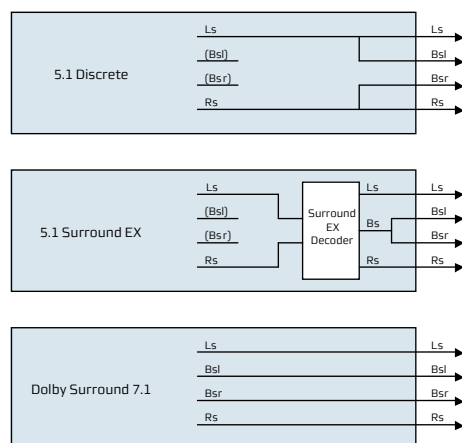 Ls Ls
(Bsl) Bsl
5.1 Discrete
(Bsr) Bsr
Rs Rs
Ls Ls Ls
(Bsl) Surround Bsl
5.1 Surround EX EX Bs
(Bsr) Decoder Bsr
Rs Rs Rs
Ls Ls
Bsl Bsl
Dolby Surround 7.1
Bsr Bsr
Rs Rs